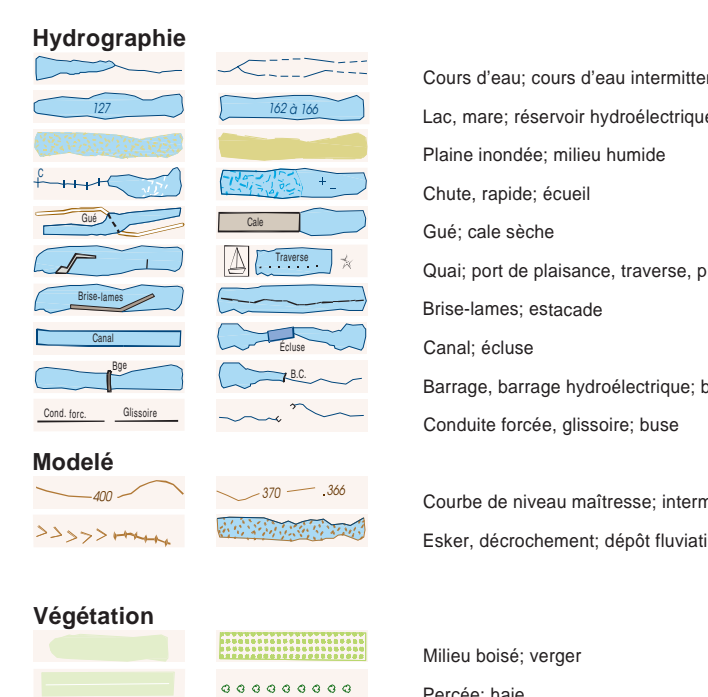 Hydrographie
Cours d'eau; cours d'eau intermitten
127 162 à 166 Lac, mare; réservoir hydroélectrique
Plaine inondée; milieu humide
C Chute, rapide; écueil
Gué Cale Gué; cale sèche
Traverse Quai; port de plaisance, traverse, p
Brise-lames Brise-lames; estacade
Canal Écluse Canal; écluse
Bge B.C. Barrage, barrage hydroélectrique; b
Cond. forc. Glissoire Conduite forcée, glissoire; buse
Modelé
400 370 .366 Courbe de niveau maîtresse; interm
Esker, décrochement; dépôt fluviati
Végétation
Milieu boisé; verger
Percée; haie